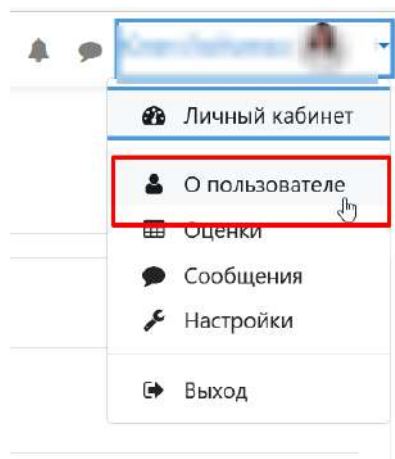 Личный кабинет
О пользователе
Оценки
Сообщения
Настройки
Выход